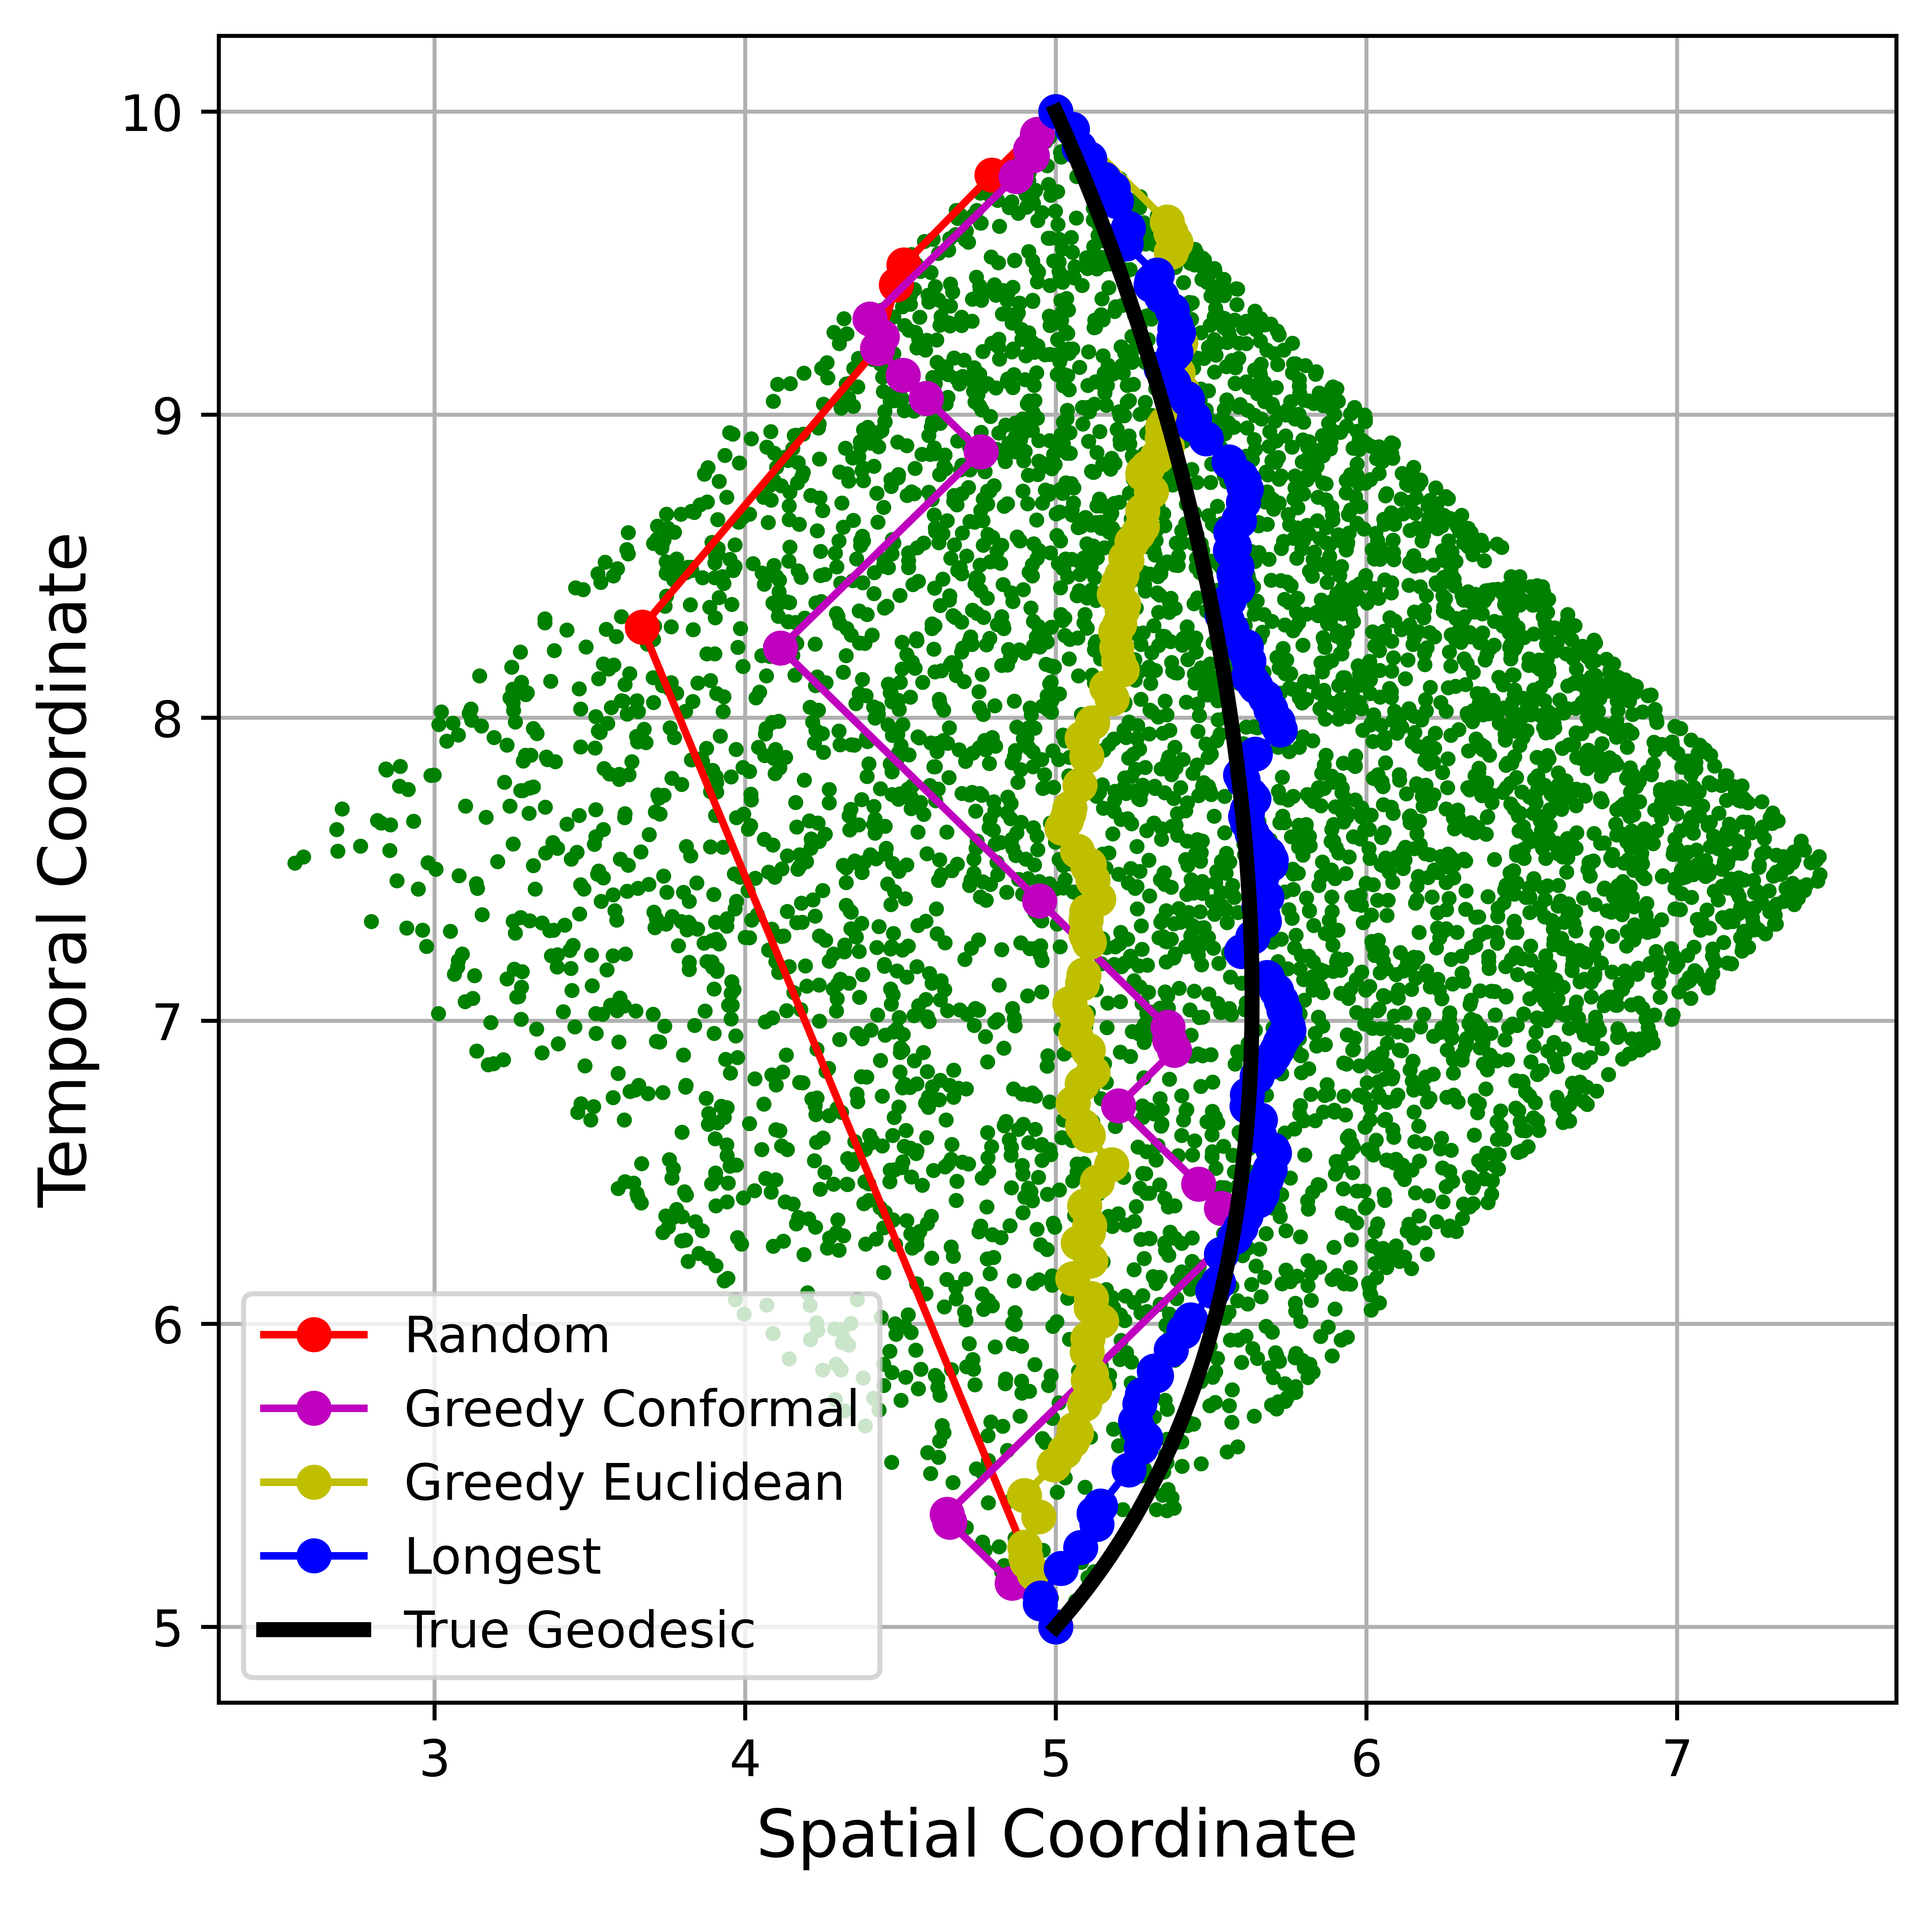 10
9
8
7
6
5
Temporal Coordinate
Random
Greedy Conformal
Greedy Euclidean
Longest
True Geodesic
3 4 5 6 7
Spatial Coordinate